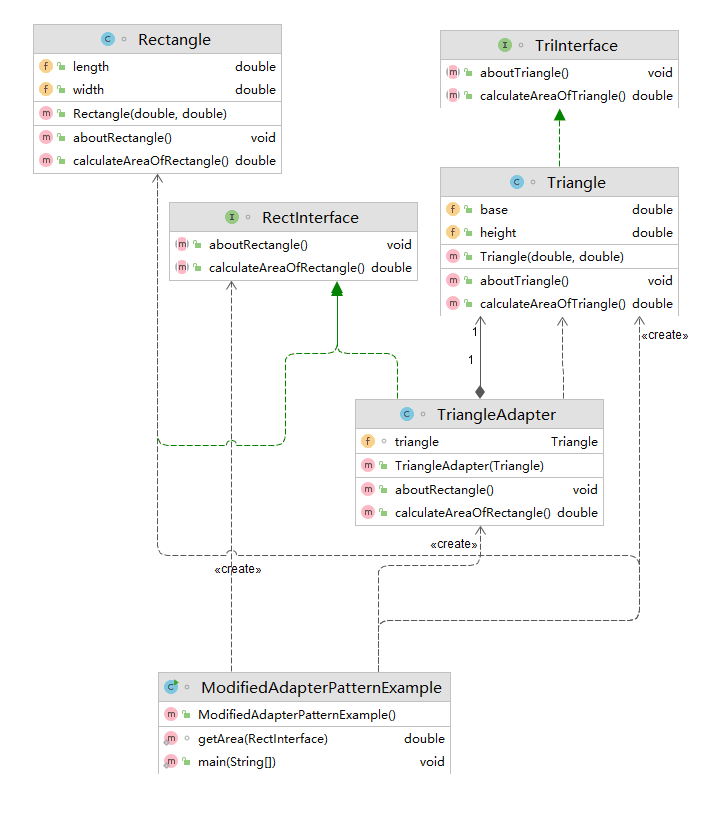 Rectangle
length double
width double
Rectangle(double, double)
aboutRectangle() void
calculateAreaOfRectangle() double
TriInterface
aboutTriangle() void
calculateAreaOfTriangle() double
Triangle
base double
height double
Triangle(double, double)
aboutTriangle() void
calculateAreaOfTriangle() double
RectInterface
aboutRectangle() void
calculateAreaOfRectangle() double
1
«create»
1
TriangleAdapter
triangle Triangle
TriangleAdapter(Triangle)
aboutRectangle() void
calculateAreaOfRectangle() double
«create»
«create»
ModifiedAdapterPatternExample
ModifiedAdapterPatternExample()
getArea(RectInterface) double
main(String[]) void